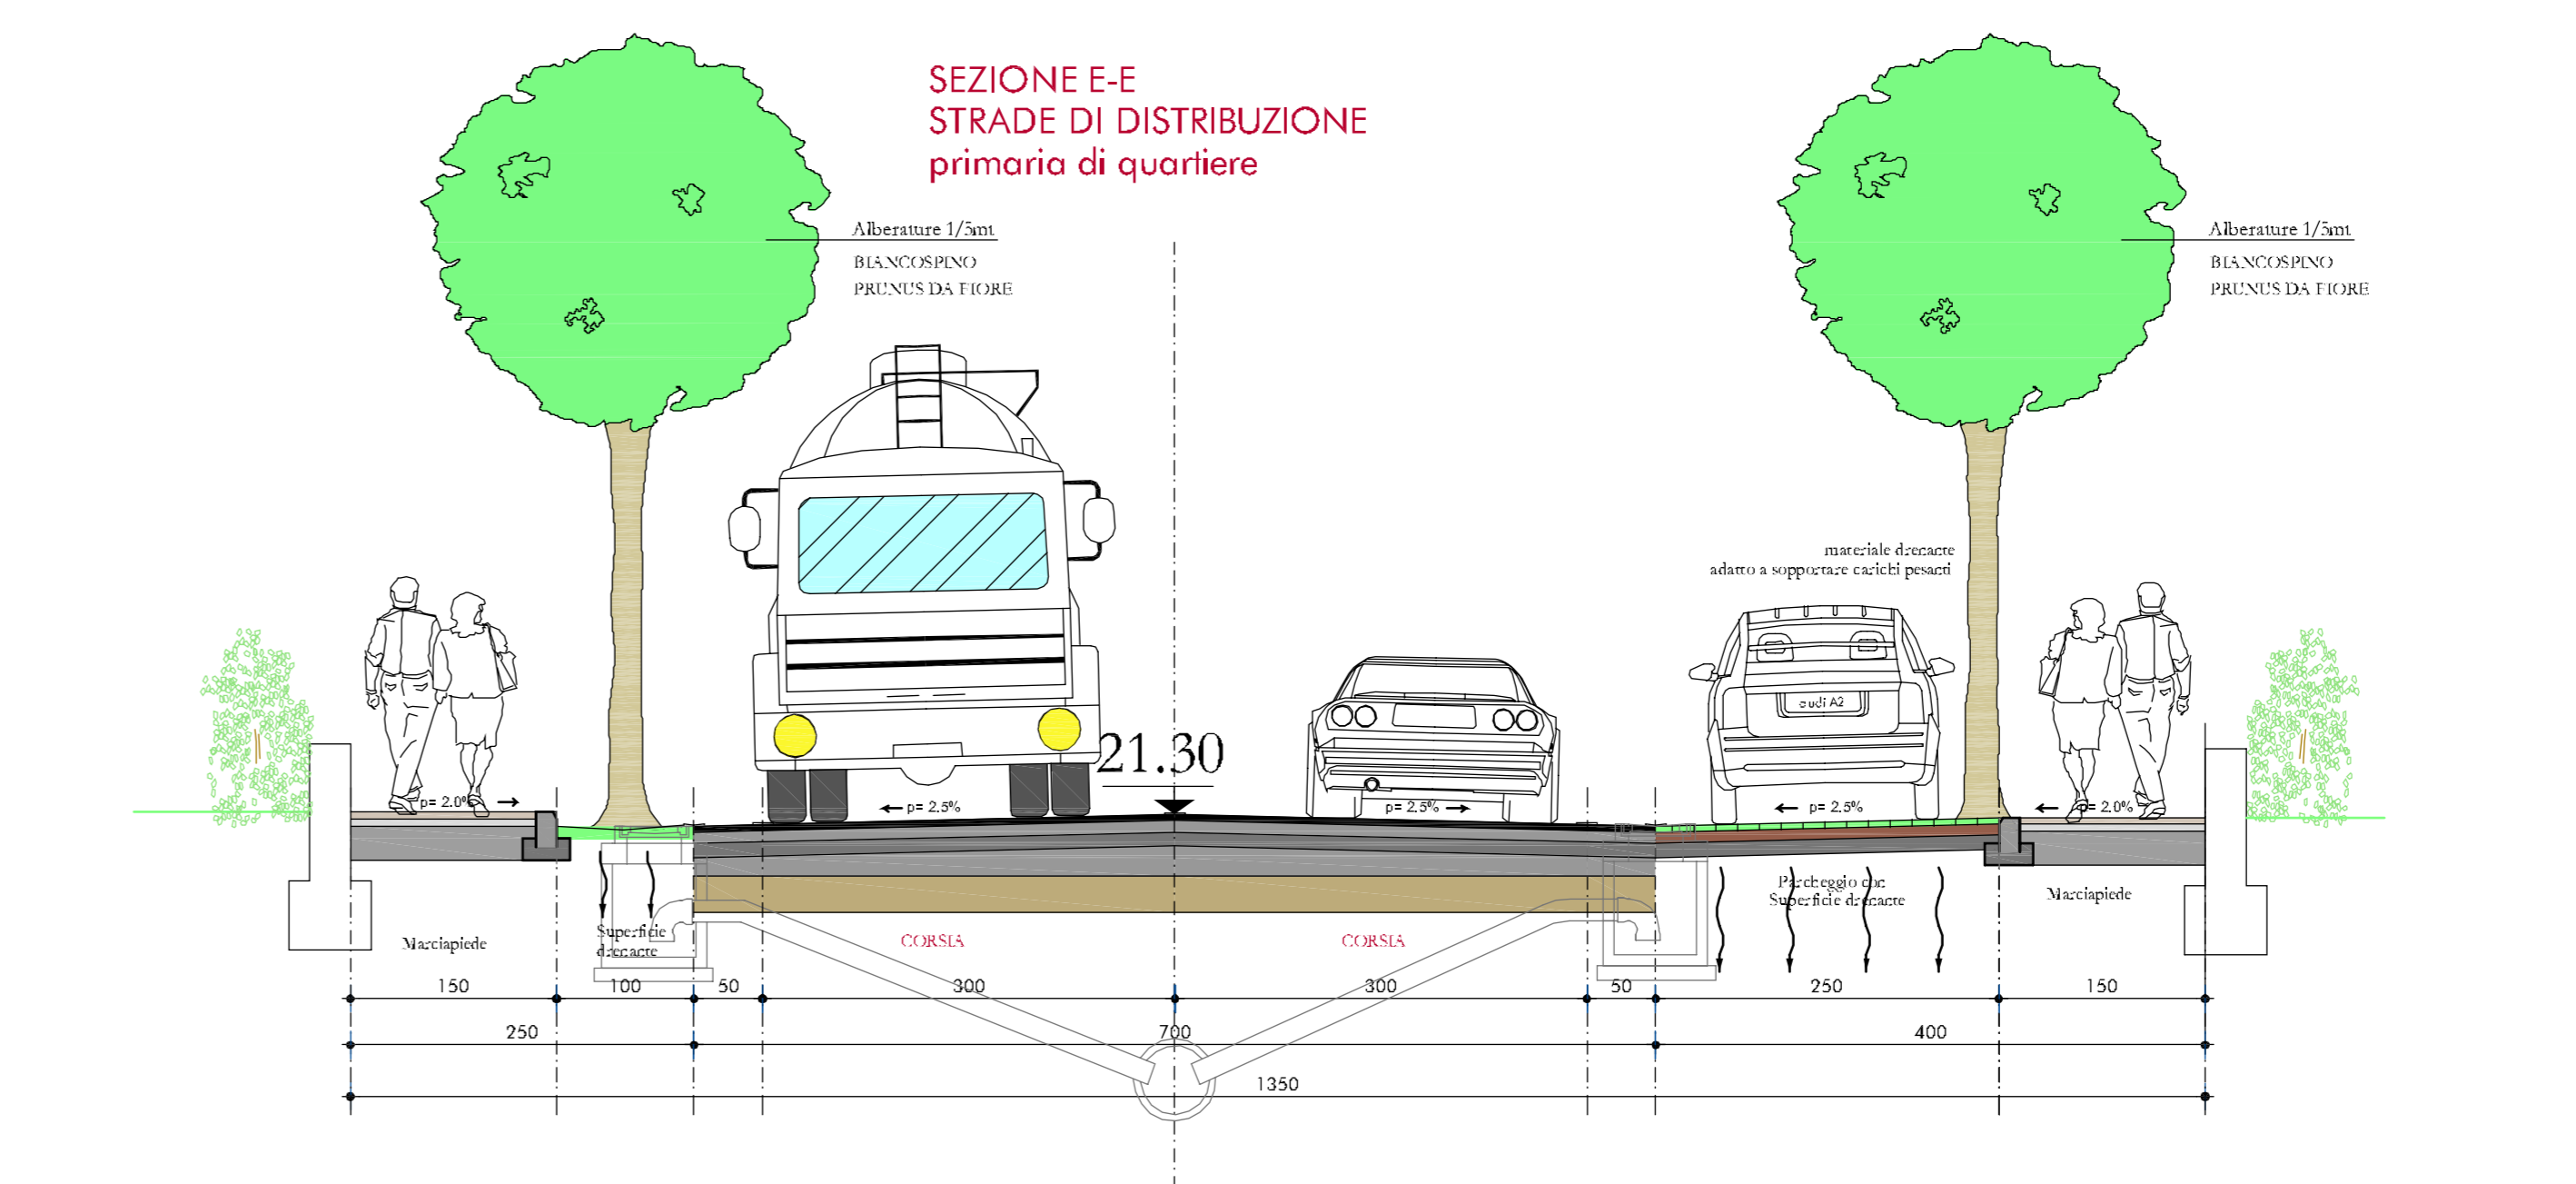 SEZIONE E-E
STRADE DI DISTRIBUZIONE
primaria di quartiere
Alberature 1/5mt
BIANCOSPINO
PRUNUS DA FIORE
Alberature 1/5mt
BIANCOSPINO
PRUNUS DA FIORE
materiale drenante
adatto a sopportare carichi pesanti
audi A2
21.30
p= 2.0%
p= 2.5%
p= 2.5%
p= 2.5%
p= 2.0%
Marciapiede
Superficie
drenante
CORSIA
CORSIA
Parcheggio con
Superficie drenante
Marciapiede
150
100
50
300
300
50
250
150
250
700
400
1350